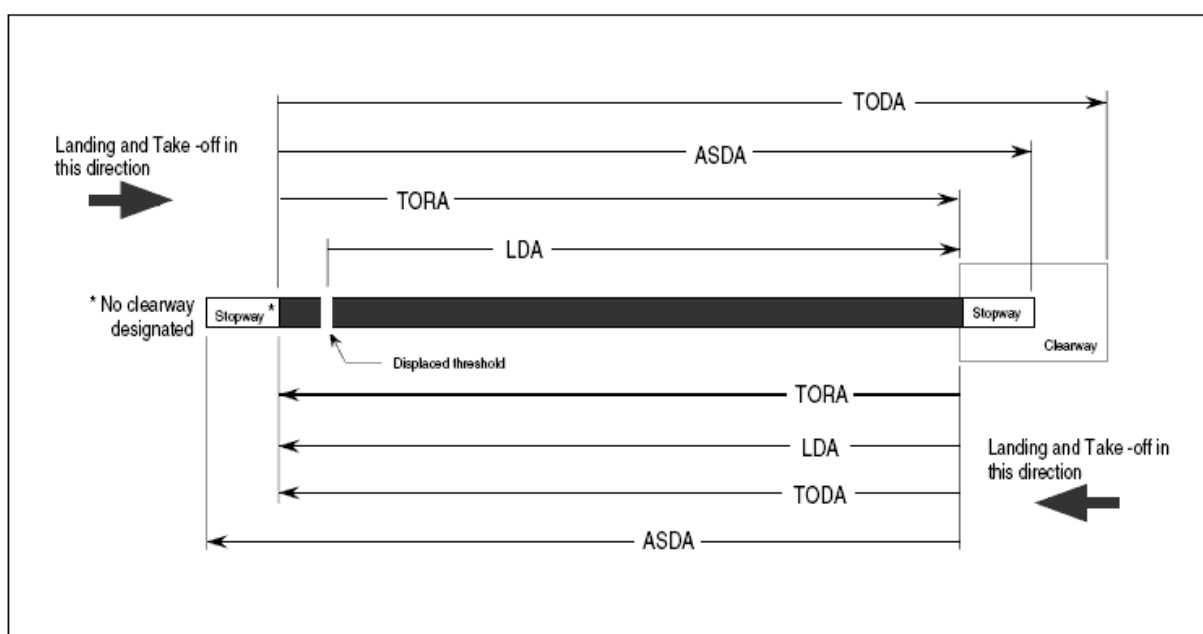 TODA
Landing and Take -off in
this direction
ASDA
TORA
LDA
* No clearway
designated
Stopway *
Stopway
Clearway
Displaced threshold
TORA
LDA
Landing and Take -off in
this direction
TODA
ASDA